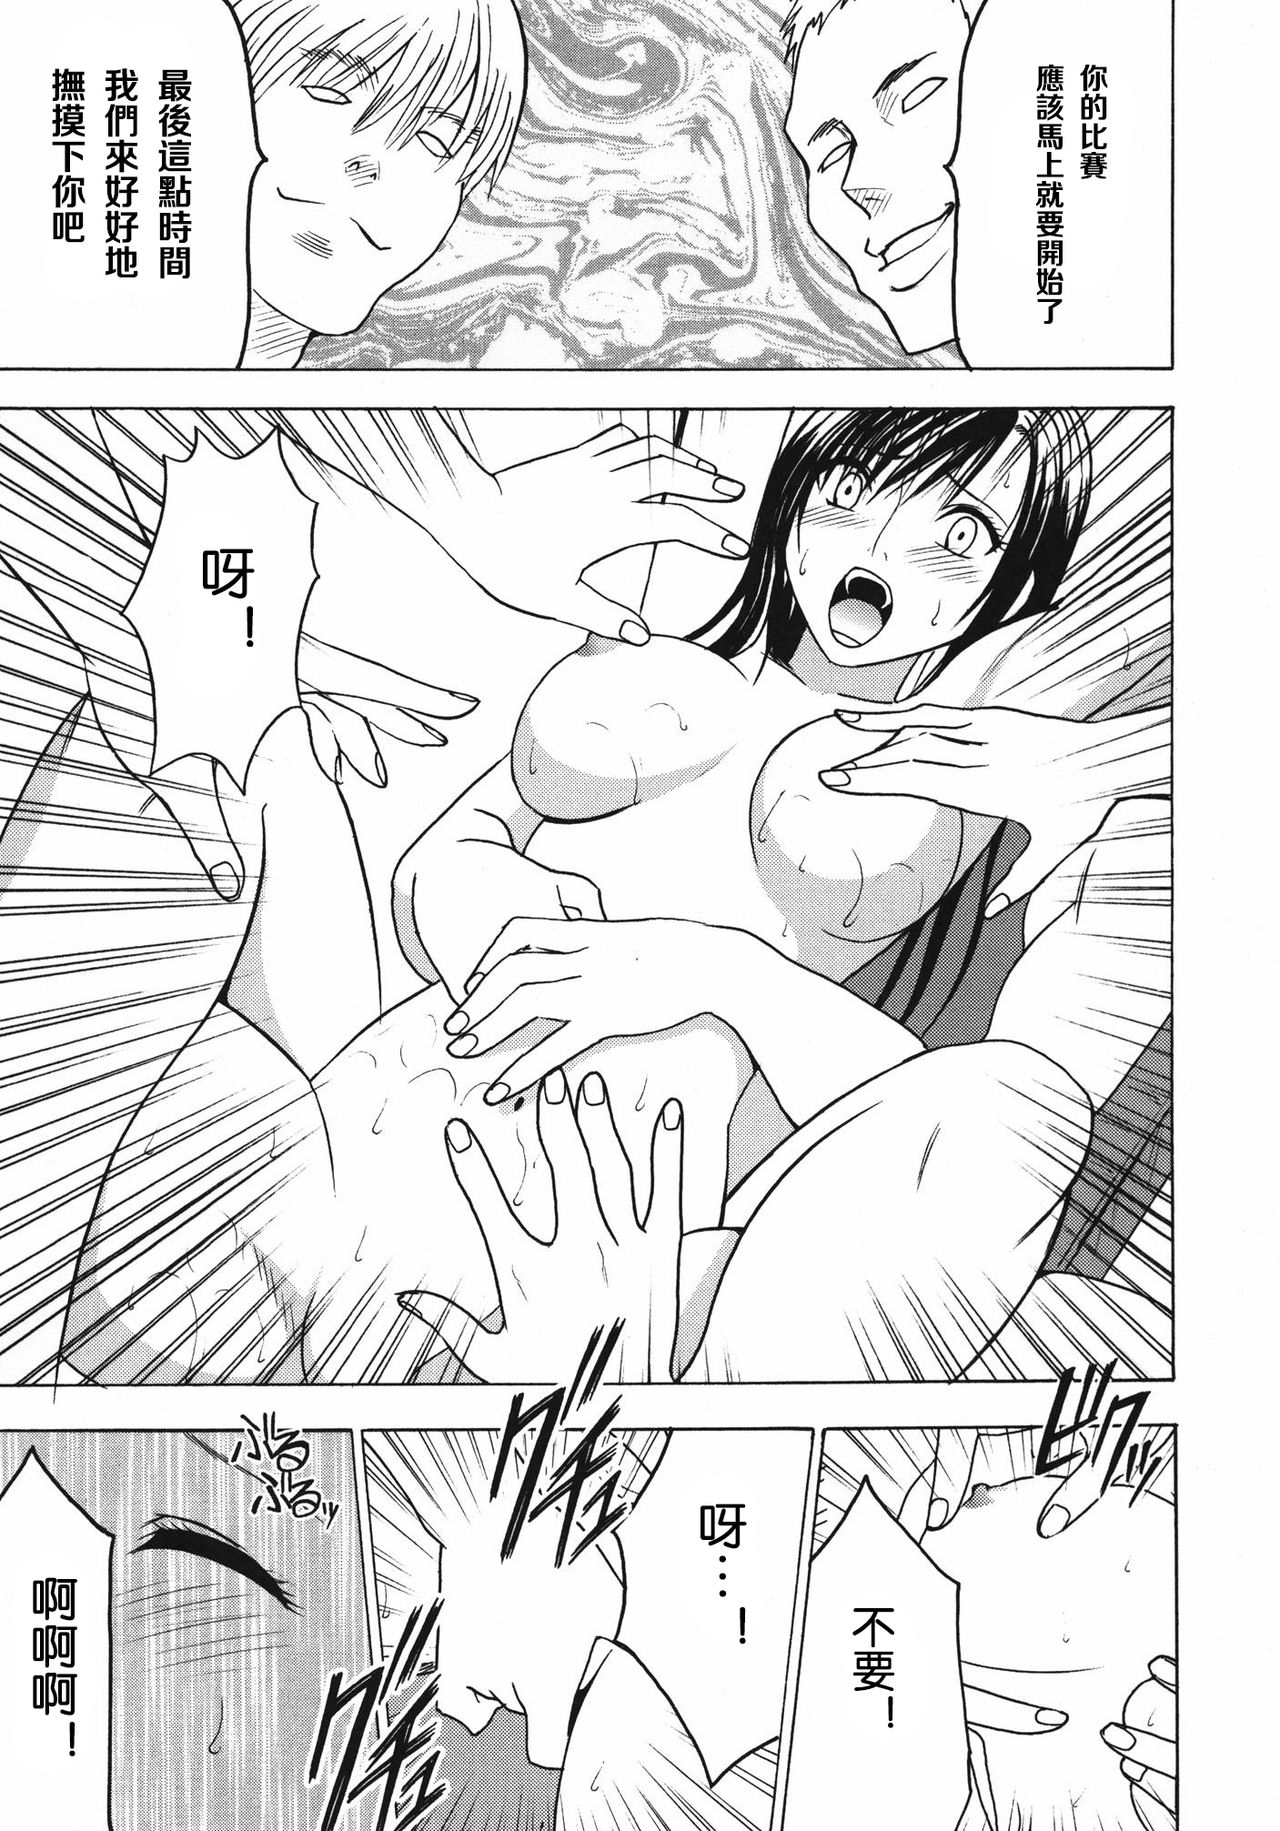 你的比賽
應該馬上就要開始了
最後這點時間
我們來好好地
撫摸下你吧
呀！
ビクッ
不要！
呀…！
グチュ
グチュ
ぷるぷるッ
啊啊啊！